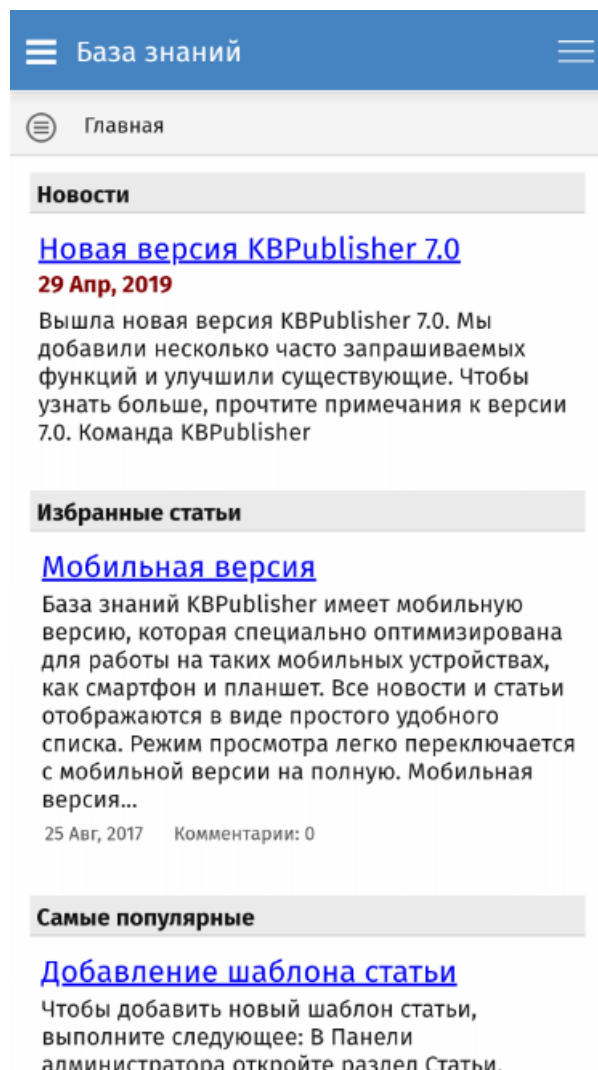 База знаний
Главная
Новости
Новая версия KBPublisher 7.0
29 Апр, 2019
Вышла новая версия KBPublisher 7.0. Мы
добавили несколько часто запрашиваемых
функций и улучшили существующие. Чтобы
узнать больше, прочтите примечания к версии
7.0. Команда KBPublisher
Избранные статьи
Мобильная версия
База знаний KBPublisher имеет мобильную
версию, которая специально оптимизирована
для работы на таких мобильных устройствах,
как смартфон и планшет. Все новости и статьи
отображаются в виде простого удобного
списка. Режим просмотра легко переключается
с мобильной версии на полную. Мобильная
версия...
25 Авг, 2017 Комментарии: 0
Самые популярные
Добавление шаблона статьи
Чтобы добавить новый шаблон статьи,
выполните следующее: В Панели
администратора откройте раздел Статьи,